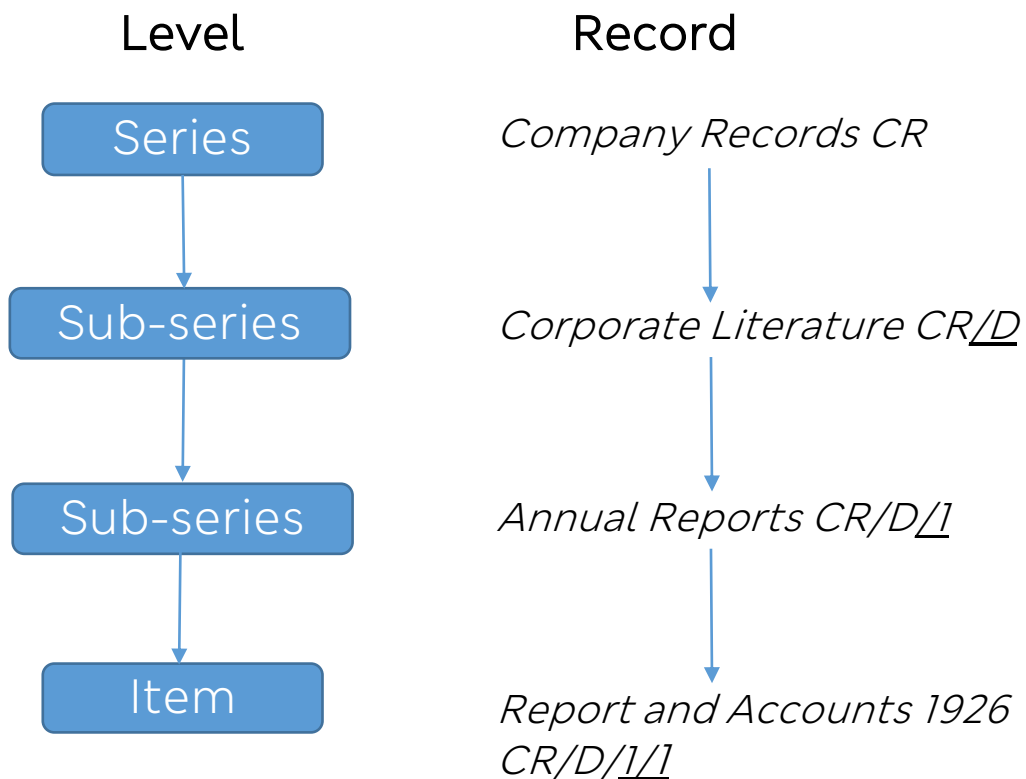 Level
Record
Series
Company Records CR
Sub-series
Corporate Literature CR/D
Sub-series
Annual Reports CR/D/1
Item
Report and Accounts 1926
CR/D/1/1